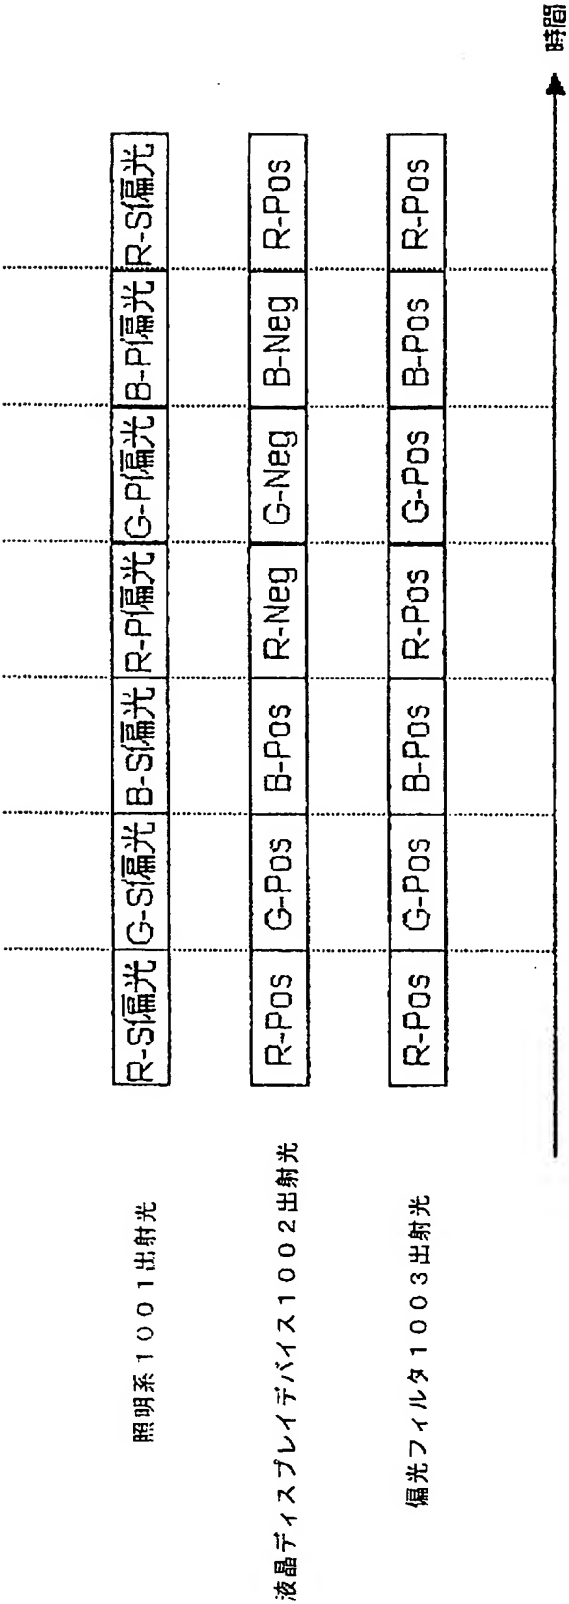 照明系1001出射光
R-S偏光 G-S偏光 B-S偏光 R-P偏光 G-P偏光 B-P偏光 R-S偏光
液晶ディスプレイデバイス1002出射光
R-Pos G-Pos B-Pos R-Neg G-Neg B-Neg R-Pos
偏光フィルタ1003出射光
R-Pos G-Pos B-Pos R-Pos G-Pos B-Pos R-Pos
時間